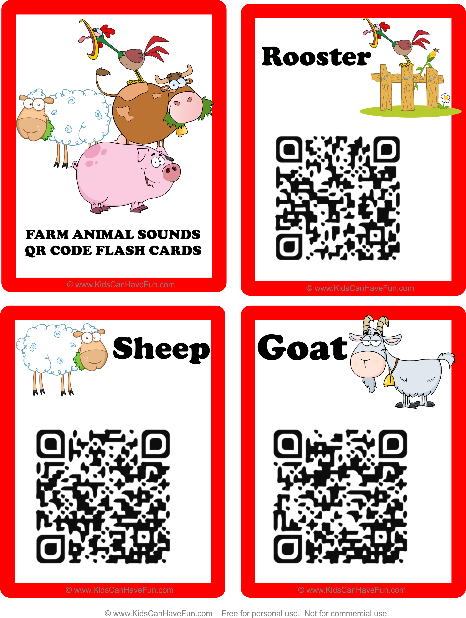 FARM ANIMAL SOUNDS
QR CODE FLASH CARDS
© www.KidsCanHaveFun.com
Rooster
© www.KidsCanHaveFun.com
Sheep
© www.KidsCanHaveFun.com
Goat
© www.KidsCanHaveFun.com
© www.KidsCanHaveFun.com Free for personal use. Not for commercial use.